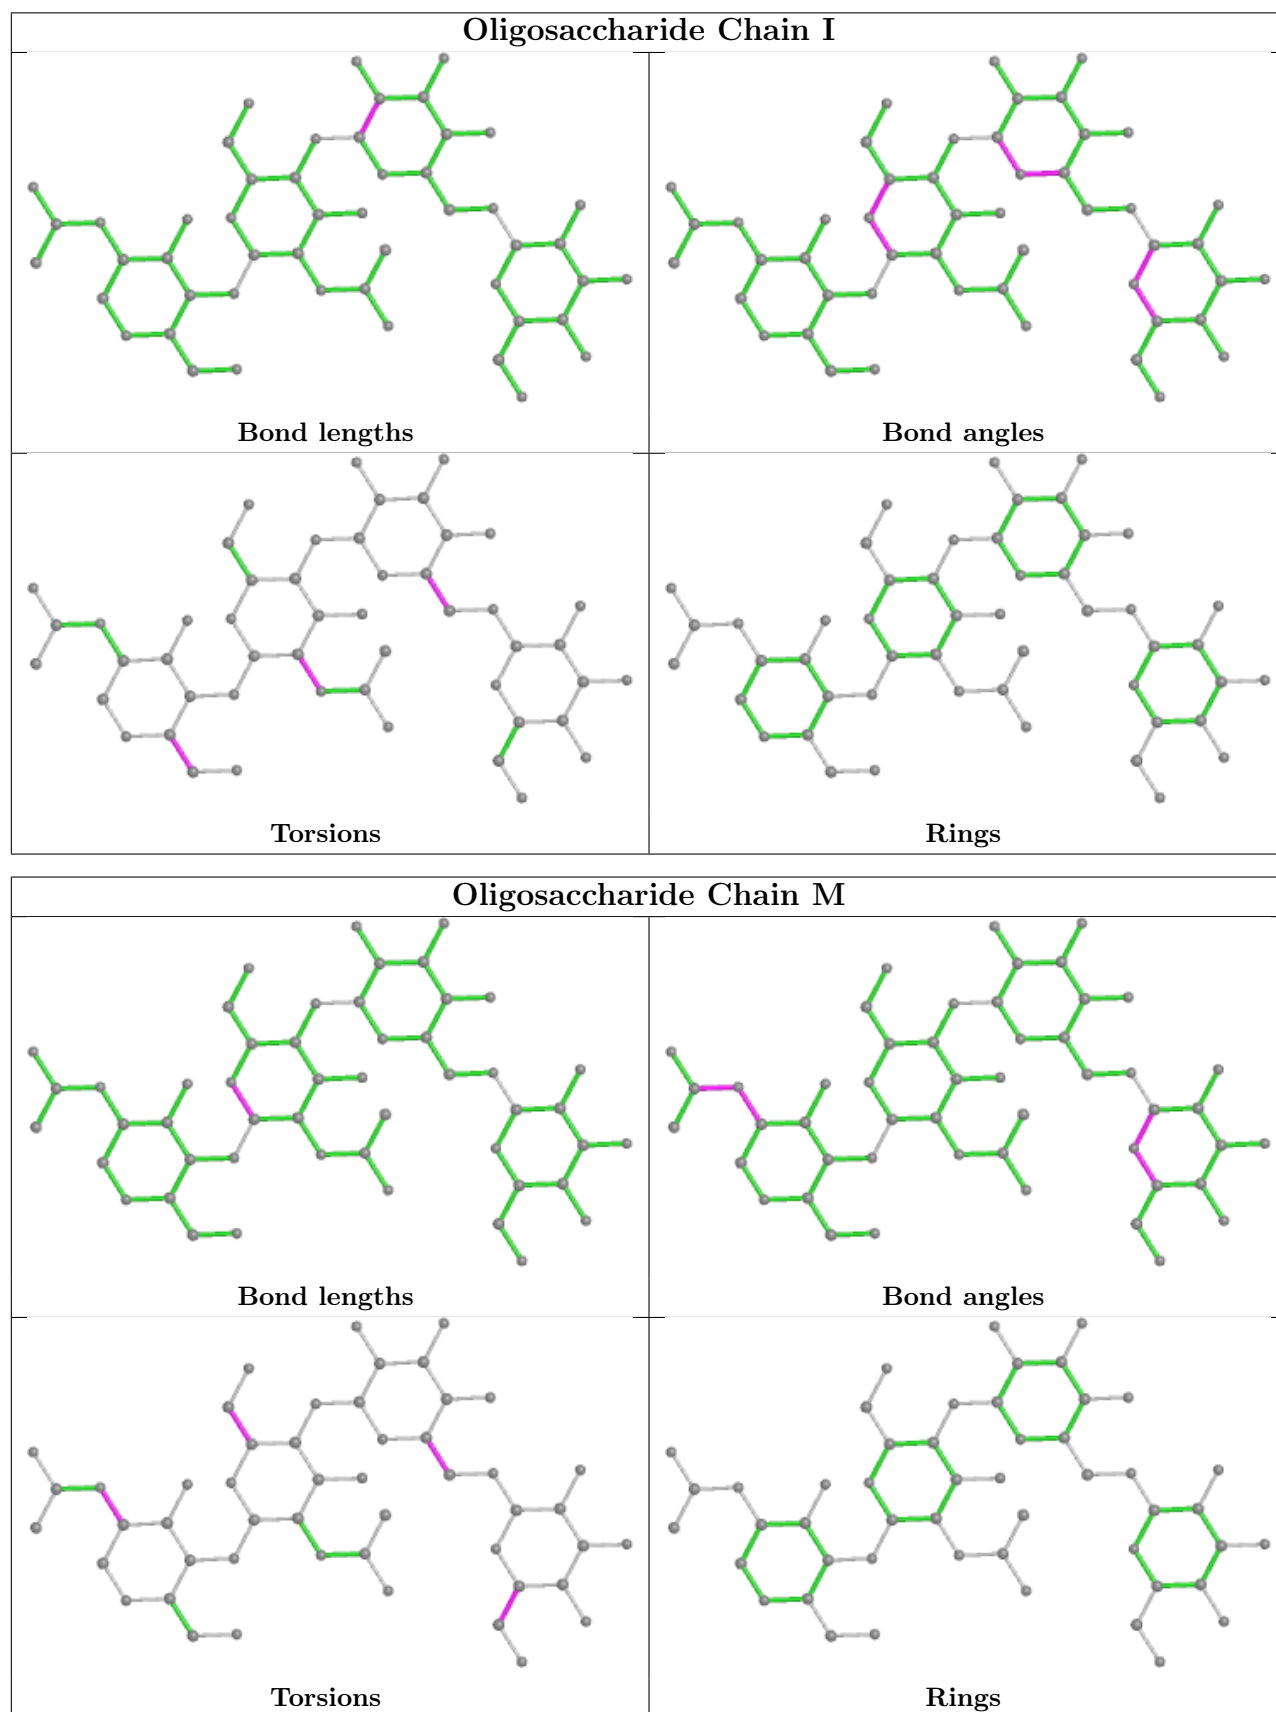 Oligosaccharide Chain I
Bond lengths
Bond angles
Torsions
Rings
Oligosaccharide Chain M
Bond lengths
Bond angles
Torsions
Rings